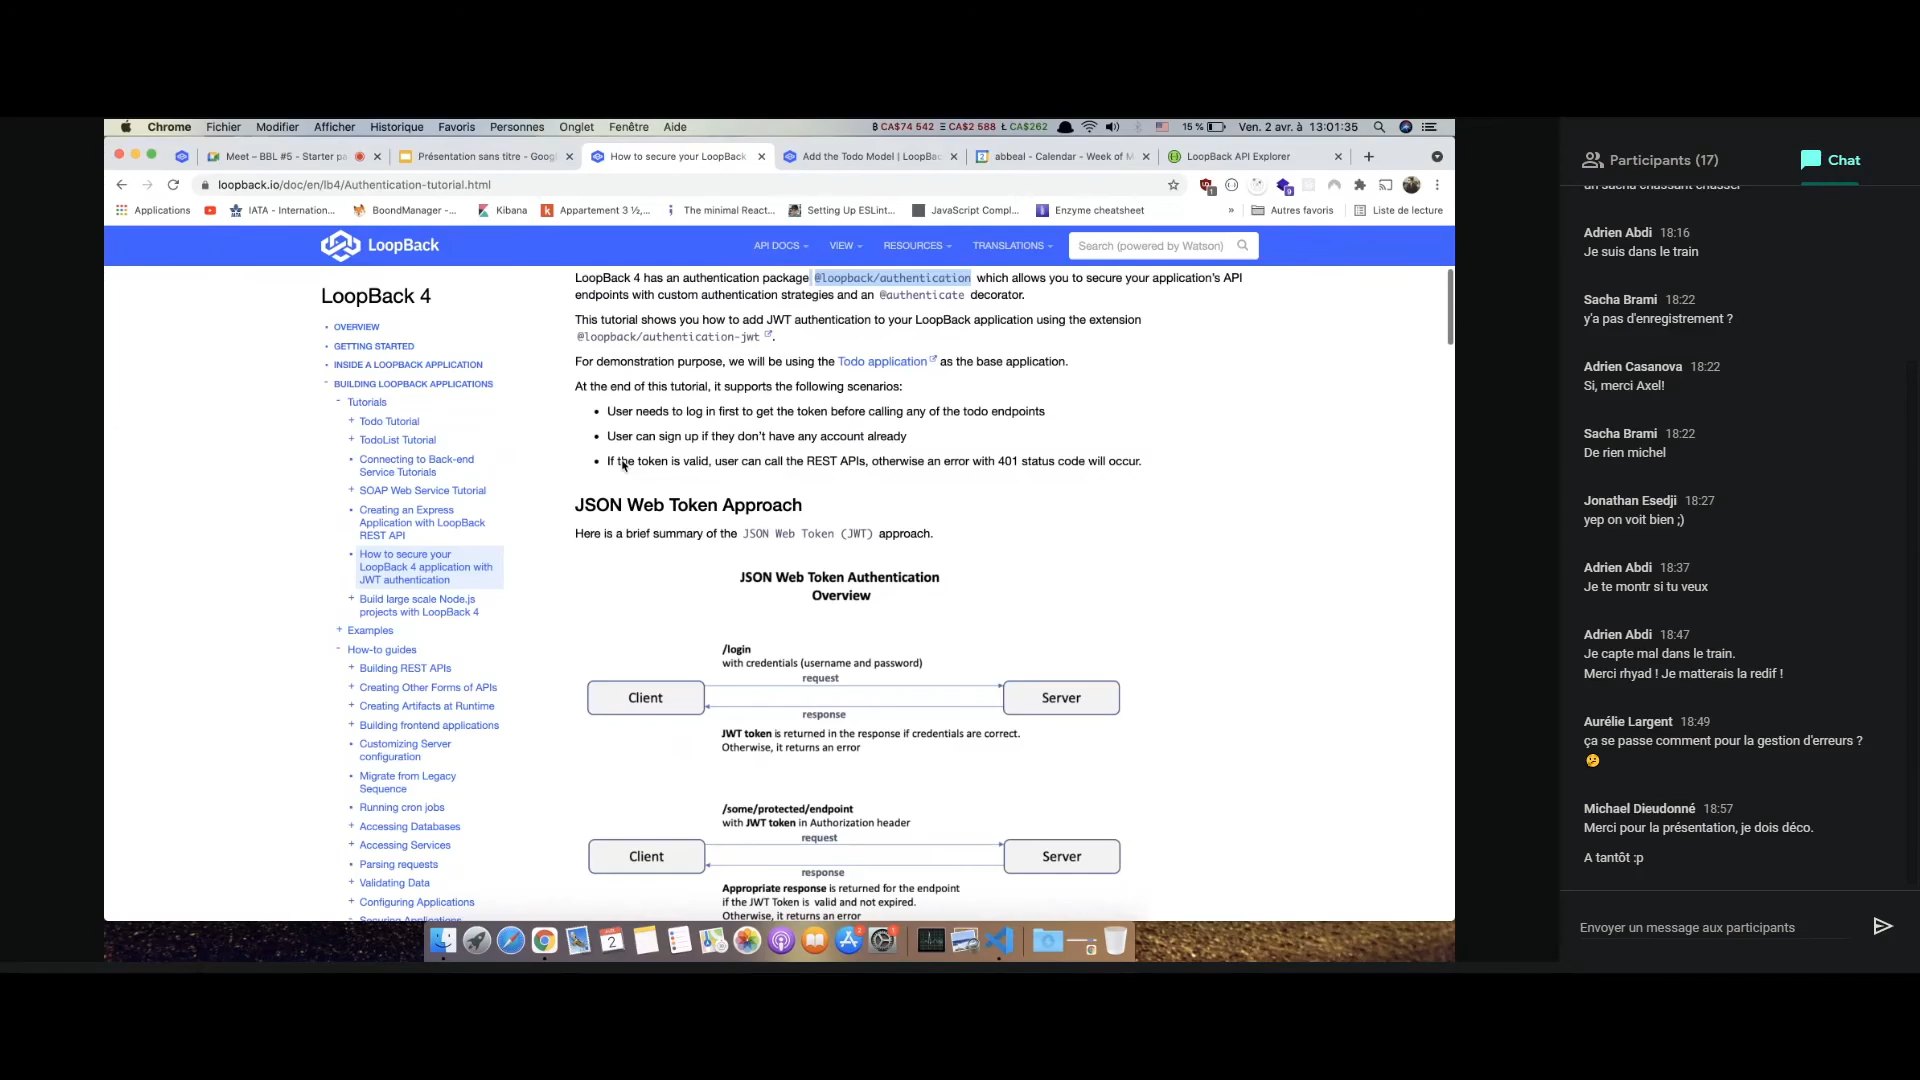 Chrome Fichier Modifier Afficher Historique Favoris Personnes Onglet Fenêtre Aide
CA$74 542 CA$2 588 Ł CA$262 15 % Ven. 2 avr. à 13:01:35
Meet – BBL #5 - Starter pa
Présentation sans titre - Goog
How to secure your LoopBack
Add the Todo Model | LoopBac
abbeal - Calendar - Week of M
LoopBack API Explorer
loopback.io/doc/en/lb4/Authentication-tutorial.html
Applications
IATA - Internation...
BoondManager -...
Kibana
Appartement 3 ½,...
The minimal React...
Setting Up ESLint...
JavaScript Compl...
Enzyme cheatsheet
»
Autres favoris
Liste de lecture
LoopBack
API DOCS VIEW RESOURCES TRANSLATIONS
Search (powered by Watson)
LoopBack 4
OVERVIEW
GETTING STARTED
INSIDE A LOOPBACK APPLICATION
- BUILDING LOOPBACK APPLICATIONS
- Tutorials
+ Todo Tutorial
+ TodoList Tutorial
Connecting to Back-end
Service Tutorials
+ SOAP Web Service Tutorial
Creating an Express
Application with LoopBack
REST API
How to secure your
LoopBack 4 application with
JWT authentication
+ Build large scale Node.js
projects with LoopBack 4
+ Examples
- How-to guides
+ Building REST APIs
+ Creating Other Forms of APIs
+ Creating Artifacts at Runtime
+ Building frontend applications
Customizing Server
configuration
Migrate from Legacy
Sequence
Running cron jobs
+ Accessing Databases
+ Accessing Services
Parsing requests
+ Validating Data
+ Configuring Applications
+ Securing Applications
LoopBack 4 has an authentication package @loopback/authentication which allows you to secure your application's API
endpoints with custom authentication strategies and an @authenticate decorator.
This tutorial shows you how to add JWT authentication to your LoopBack application using the extension
@loopback/authentication-jwt .
For demonstration purpose, we will be using the Todo application as the base application.
At the end of this tutorial, it supports the following scenarios:
• User needs to log in first to get the token before calling any of the todo endpoints
• User can sign up if they don't have any account already
• If the token is valid, user can call the REST APIs, otherwise an error with 401 status code will occur.
JSON Web Token Approach
Here is a brief summary of the JSON Web Token (JWT) approach.
JSON Web Token Authentication
Overview
/login
with credentials (username and password)
request
Client
Server
response
JWT token is returned in the response if credentials are correct.
Otherwise, it returns an error
/some/protected/endpoint
with JWT token in Authorization header
request
Client
Server
response
Appropriate response is returned for the endpoint
if the JWT Token is valid and not expired.
Otherwise, it returns an error
Participants (17)
Chat
un sacha chassant chasser
Adrien Abdi 18:16
Je suis dans le train
Sacha Brami 18:22
y'a pas d'enregistrement ?
Adrien Casanova 18:22
Si, merci Axel!
Sacha Brami 18:22
De rien michel
Jonathan Esedji 18:27
yep on voit bien ;)
Adrien Abdi 18:37
Je te montr si tu veux
Adrien Abdi 18:47
Je capte mal dans le train.
Merci rhyad ! Je matterais la redif !
Aurélie Largent 18:49
ça se passe comment pour la gestion d'erreurs ?
Michael Dieudonné 18:57
Merci pour la présentation, je dois déco.
A tantôt :p
Envoyer un message aux participants